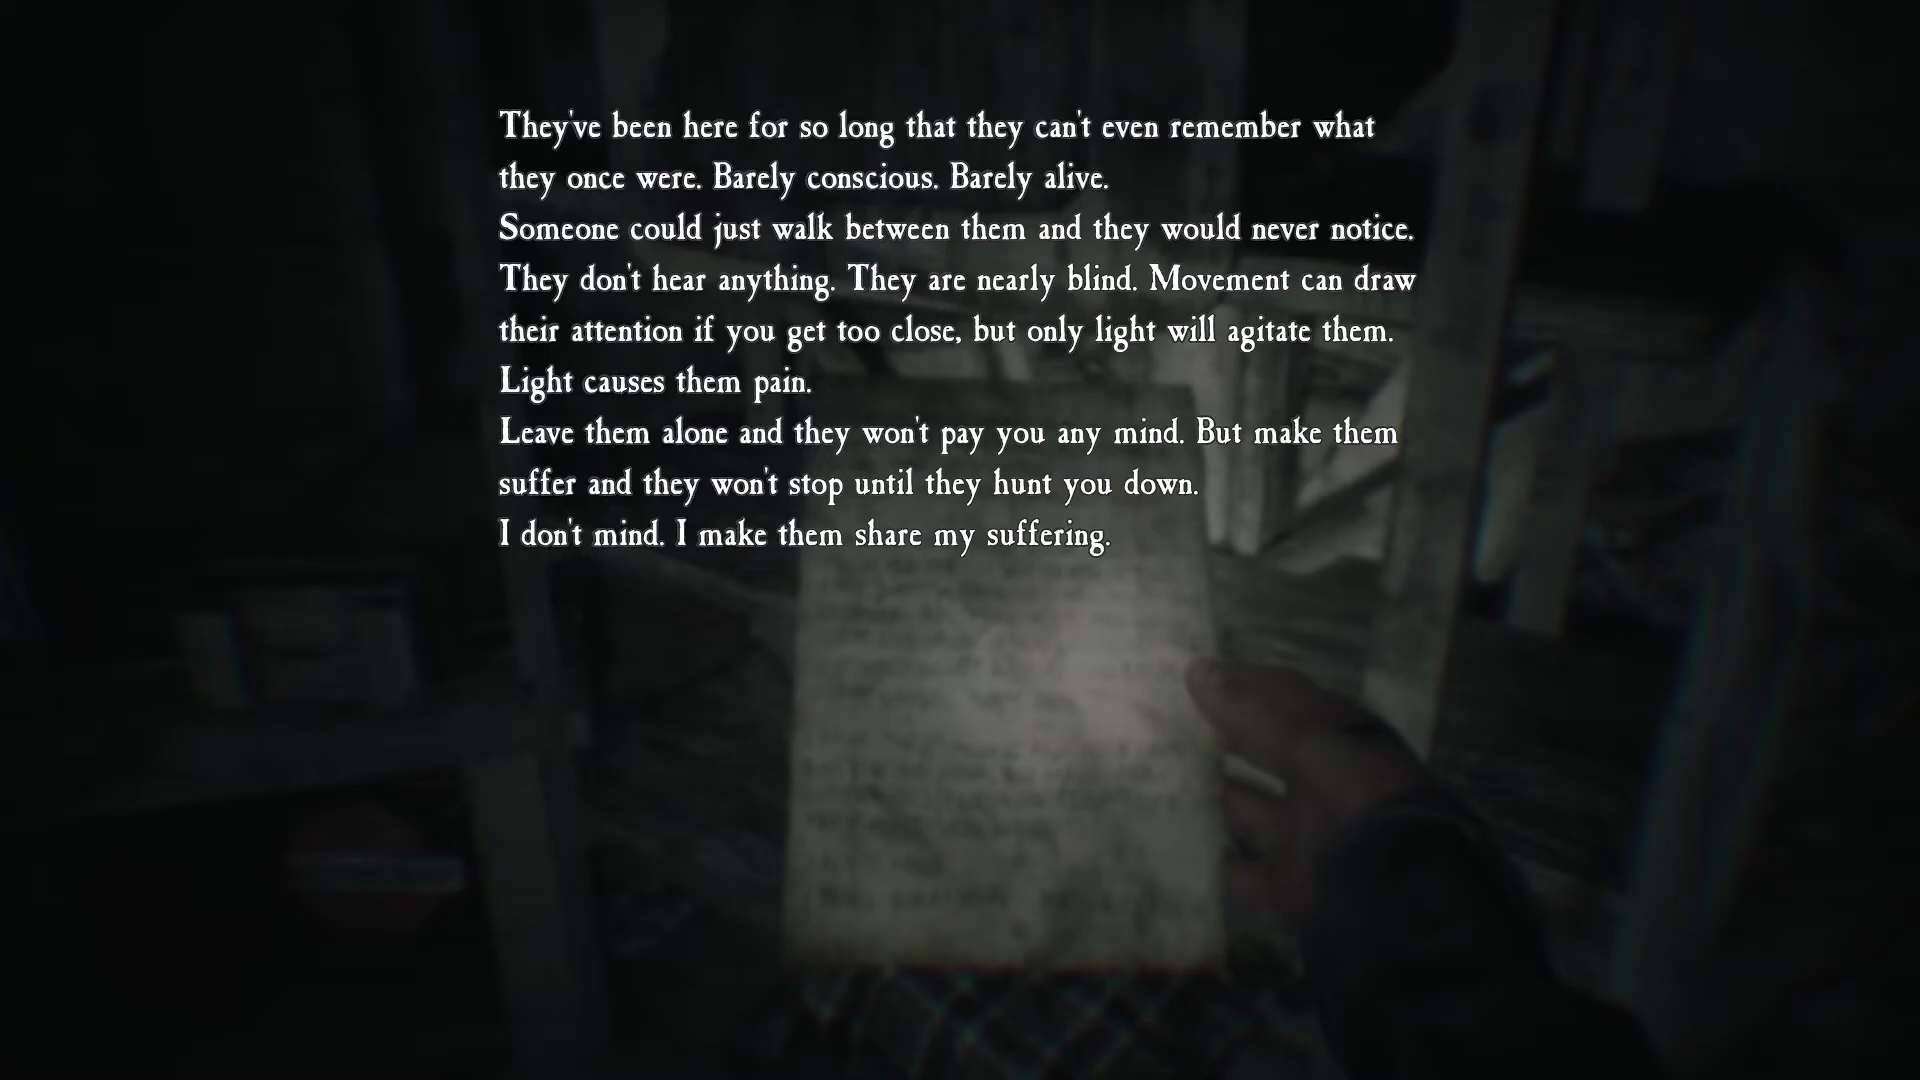 They've been here for so long that they can't even remember what
they once were. Barely conscious. Barely alive.
Someone could just walk between them and they would never notice.
They don't hear anything. They are nearly blind. Movement can draw
their attention if you get too close, but only light will agitate them.
Light causes them pain.
Leave them alone and they won't pay you any mind. But make them
suffer and they won't stop until they hunt you down.
I don't mind. I make them share my suffering.